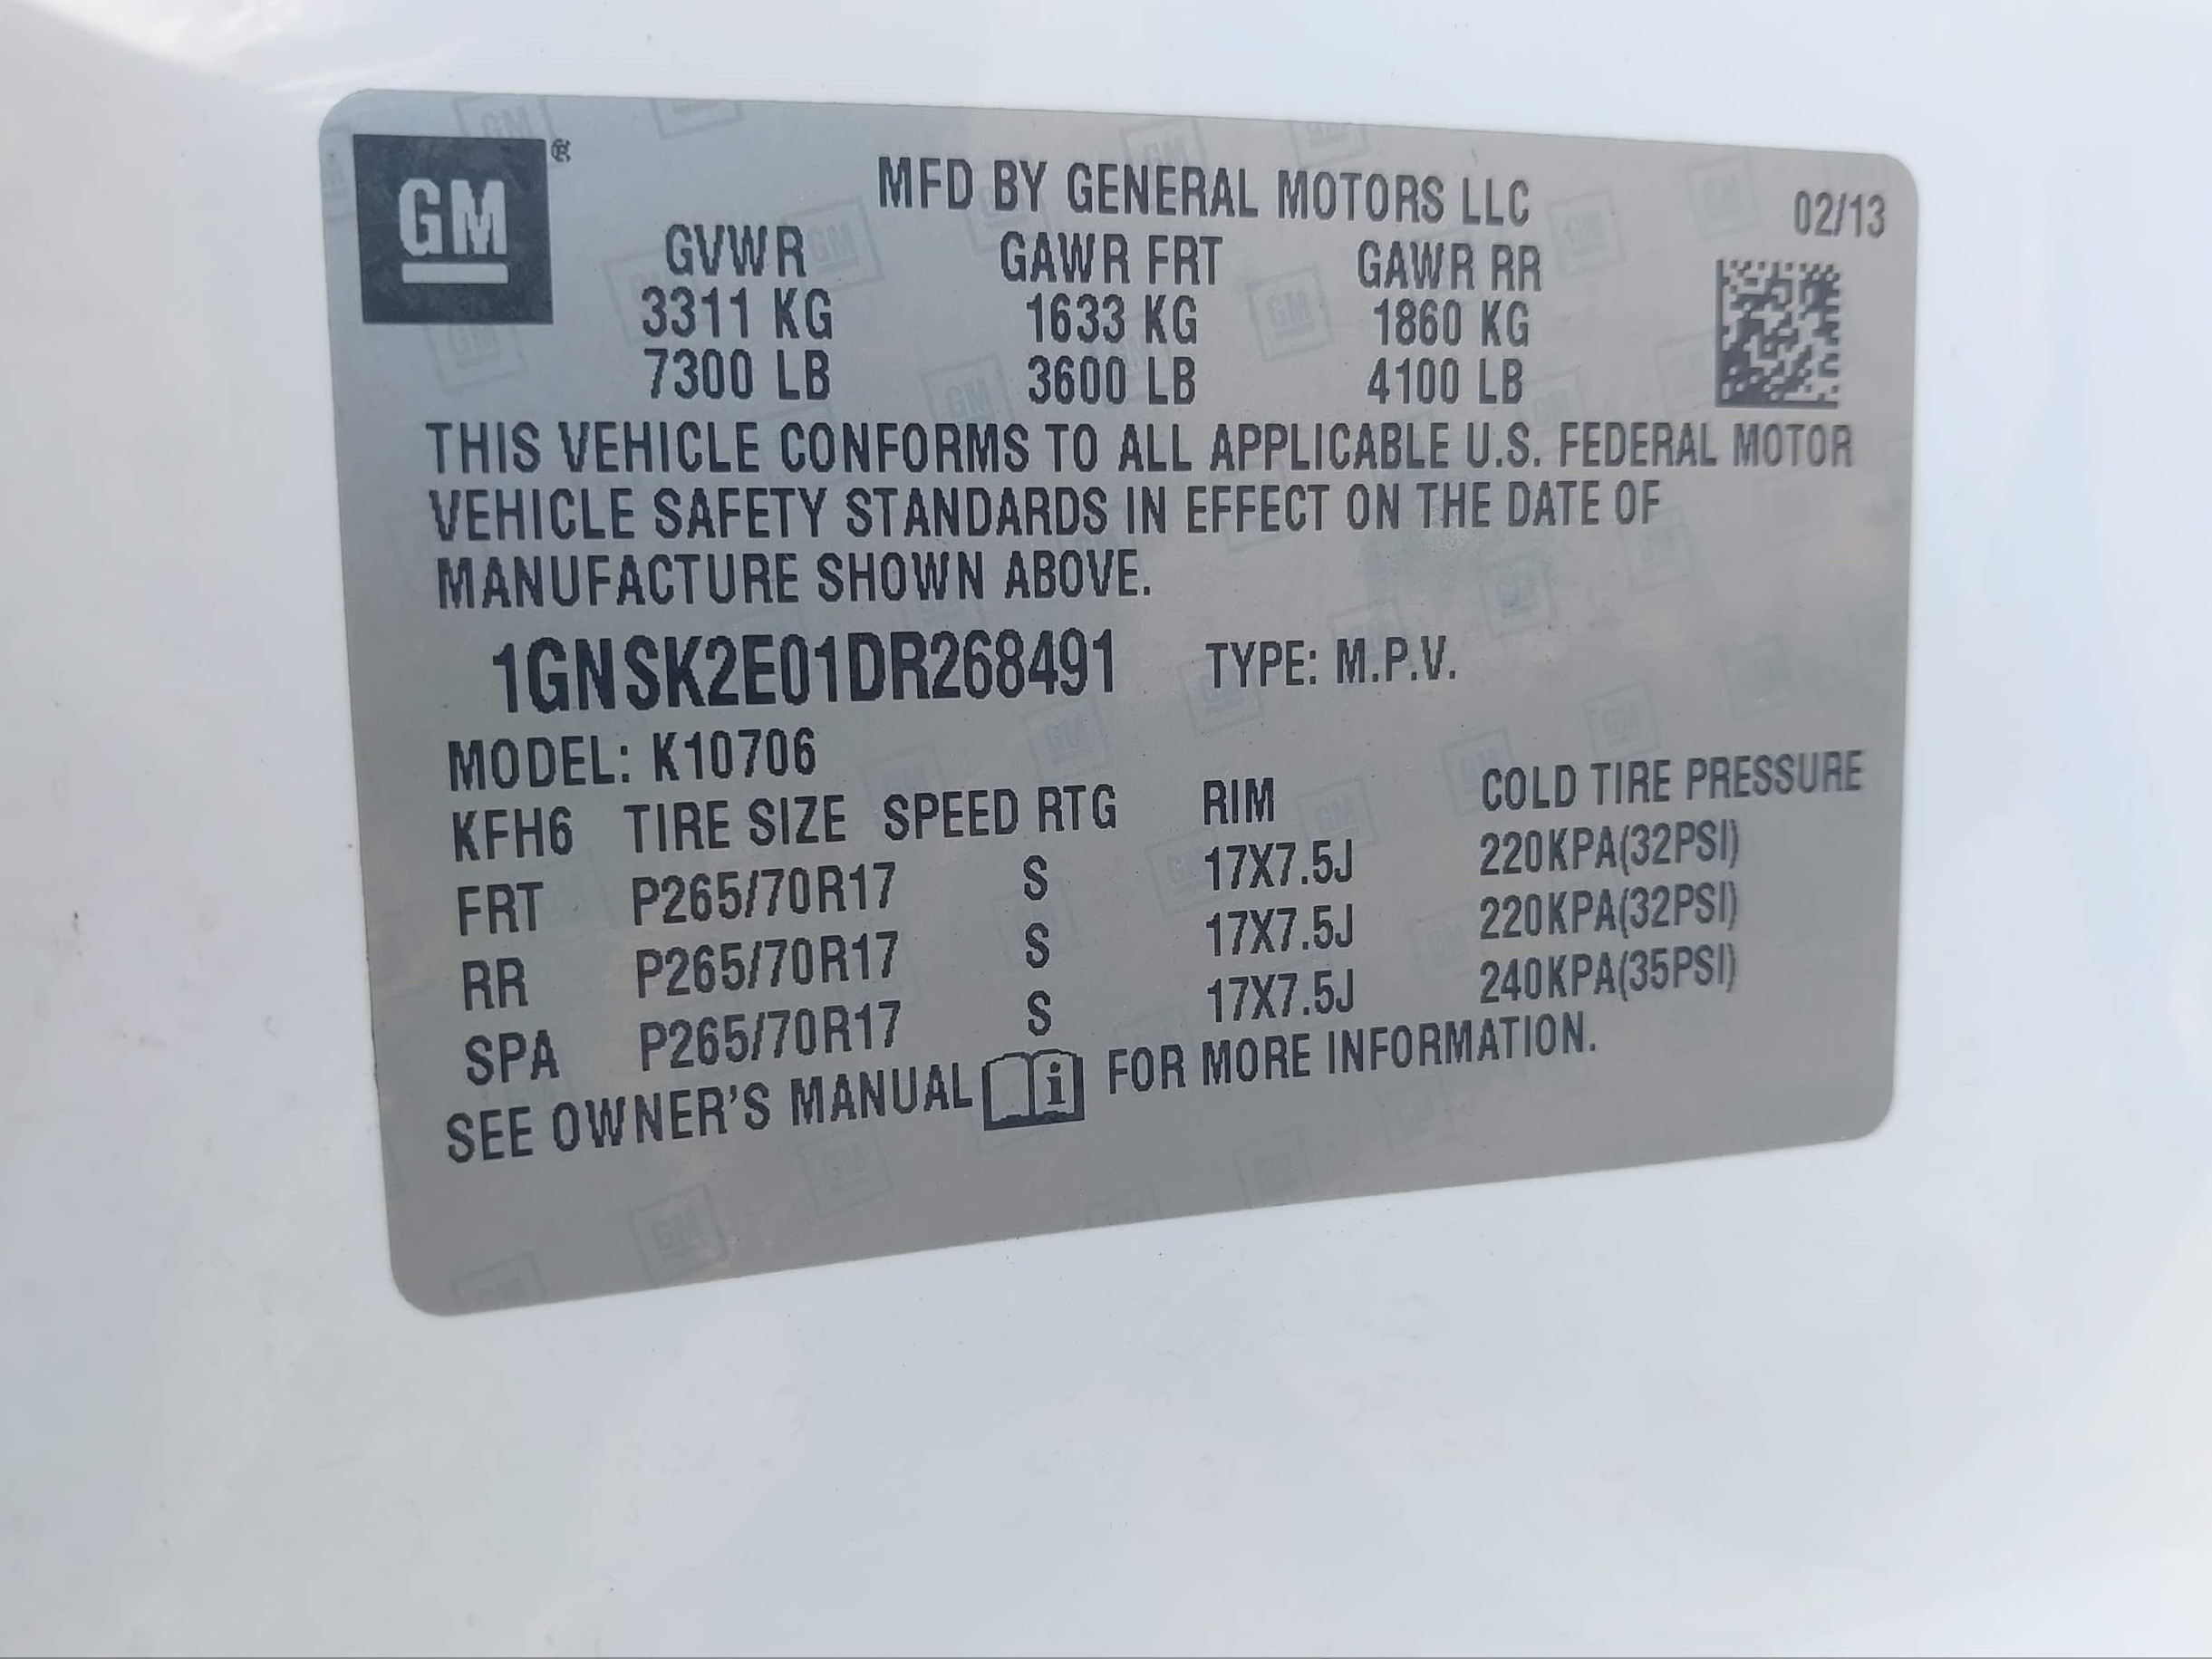 GM®
MFD BY GENERAL MOTORS LLC 02/13
GVWR GAWR FRT GAWR RR
3311 KG 1633 KG 1860 KG
7300 LB 3600 LB 4100 LB
THIS VEHICLE CONFORMS TO ALL APPLICABLE U.S. FEDERAL MOTOR
VEHICLE SAFETY STANDARDS IN EFFECT ON THE DATE OF
MANUFACTURE SHOWN ABOVE.
1GNSK2E01DR268491 TYPE: M.P.V.
MODEL: K10706
KFH6 TIRE SIZE SPEED RTG RIM COLD TIRE PRESSURE
FRT P265/70R17 S 17X7.5J 220KPA(32PSI)
RR P265/70R17 S 17X7.5J 220KPA(32PSI)
SPA P265/70R17 S 17X7.5J 240KPA(35PSI)
SEE OWNER'S MANUAL i FOR MORE INFORMATION.